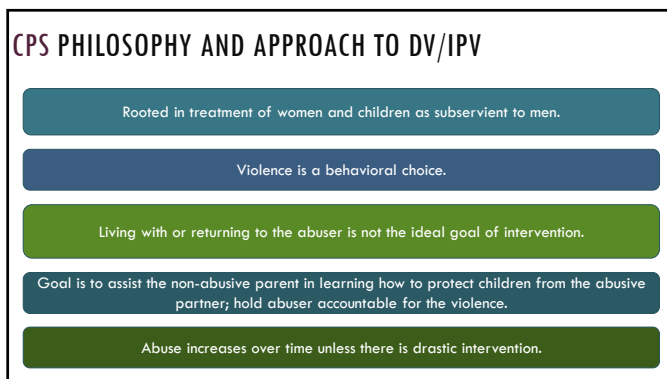 CPS PHILOSOPHY AND APPROACH TO DV/IPV
Rooted in treatment of women and children as subservient to men.
Violence is a behavioral choice.
Living with or returning to the abuser is not the ideal goal of intervention.
Goal is to assist the non-abusive parent in learning how to protect children from the abusive
partner; hold abuser accountable for the violence.
Abuse increases over time unless there is drastic intervention.